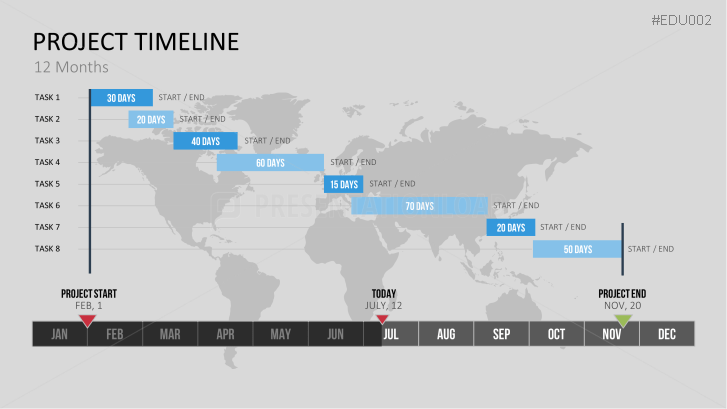 #EDU002
PROJECT TIMELINE
12 Months
TASK 1 30 DAYS START / END
TASK 2 20 DAYS START / END
TASK 3 40 DAYS START / END
TASK 4 60 DAYS START / END
TASK 5 15 DAYS START / END
TASK 6 70 DAYS START / END
TASK 7 20 DAYS START / END
TASK 8 50 DAYS START / END
PROJECT START TODAY PROJECT END
FEB, 1 JULY, 12 NOV, 20
JAN FEB MAR APR MAY JUN JUL AUG SEP OCT NOV DEC